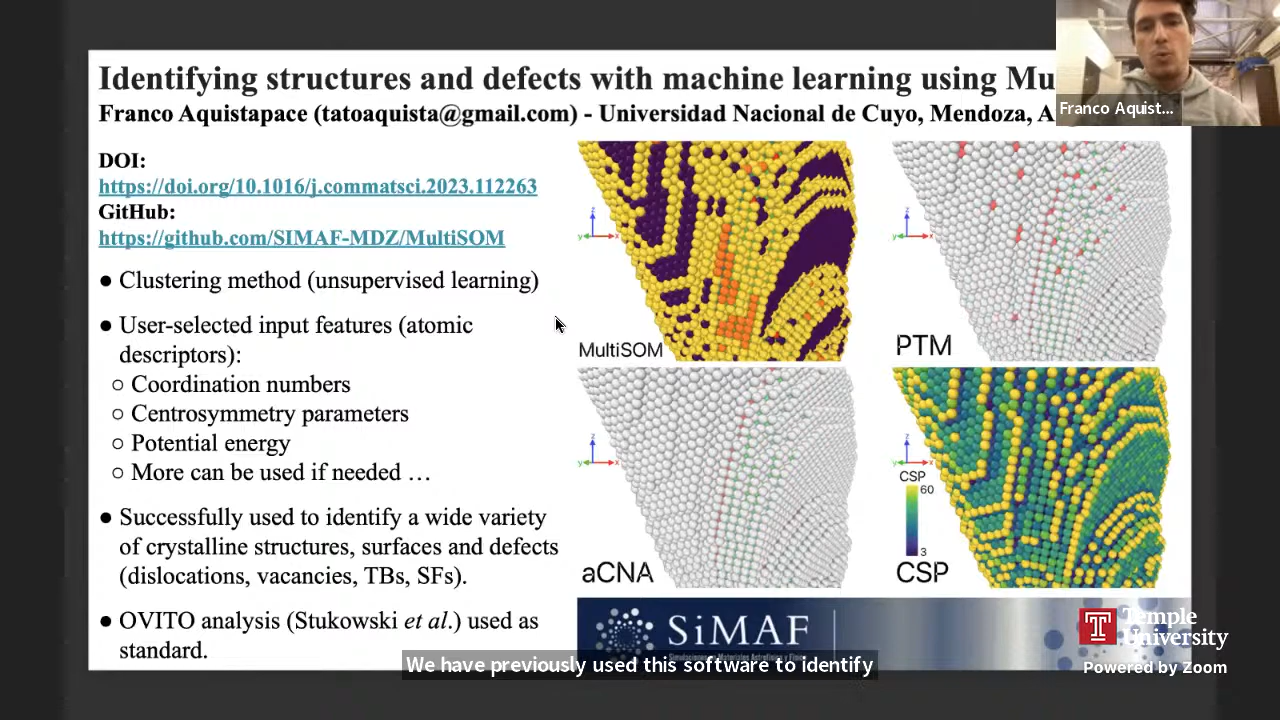 Identifying structures and defects with machine learning using Mu
Franco Aquistapace (tatoaquista@gmail.com) - Universidad Nacional de Cuyo, Mendoza, A
Franco Aquist...
DOI:
https://doi.org/10.1016/j.commatsci.2023.112263
GitHub:
https://github.com/SIMAF-MDZ/MultiSOM
● Clustering method (unsupervised learning)
● User-selected input features (atomic
descriptors):
○ Coordination numbers
○ Centrosymmetry parameters
○ Potential energy
○ More can be used if needed …
● Successfully used to identify a wide variety
of crystalline structures, surfaces and defects
(dislocations, vacancies, TBs, SFs).
● OVITO analysis (Stukowski et al.) used as
standard.
z
y
x
MultiSOM
z
y
x
PTM
z
y
x
aCNA
z
y
x
CSP
60
3
CSP
SiMAF
Temple
University
Powered by Zoom
We have previously used this software to identify